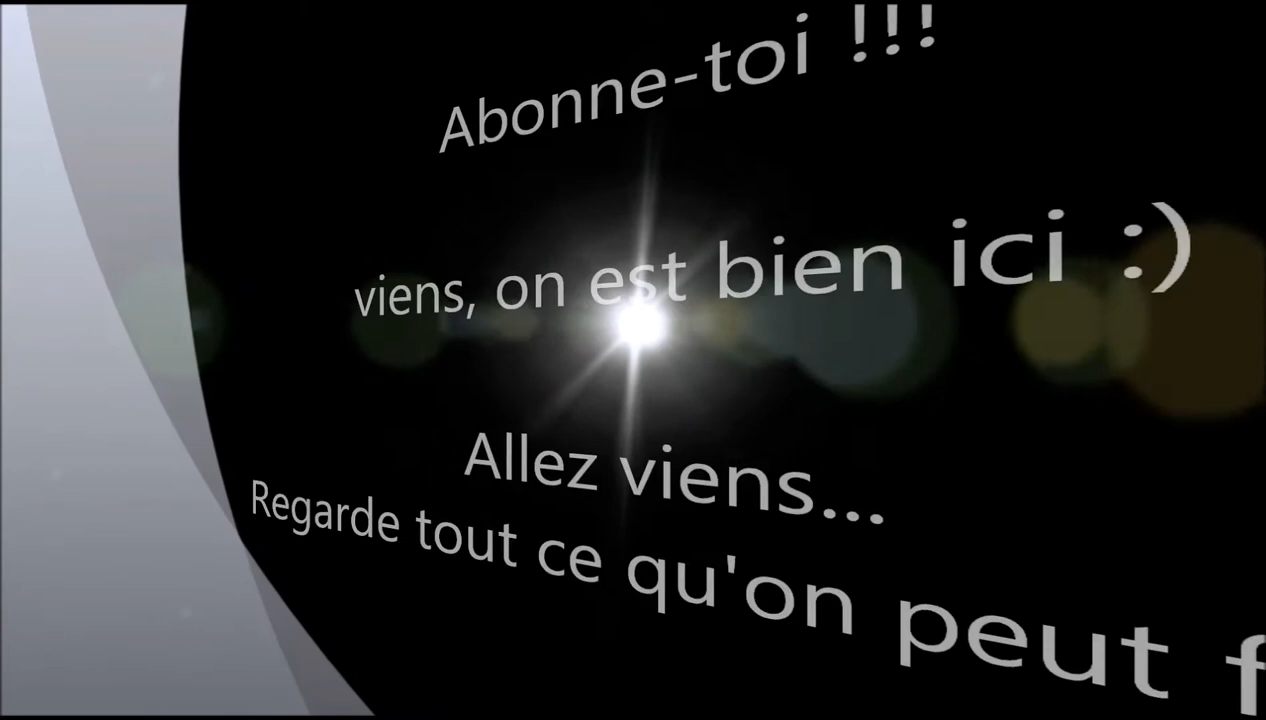 Abonne-toi !!!
viens, on est bien ici :)
Allez viens...
Regarde tout ce qu'on peut f